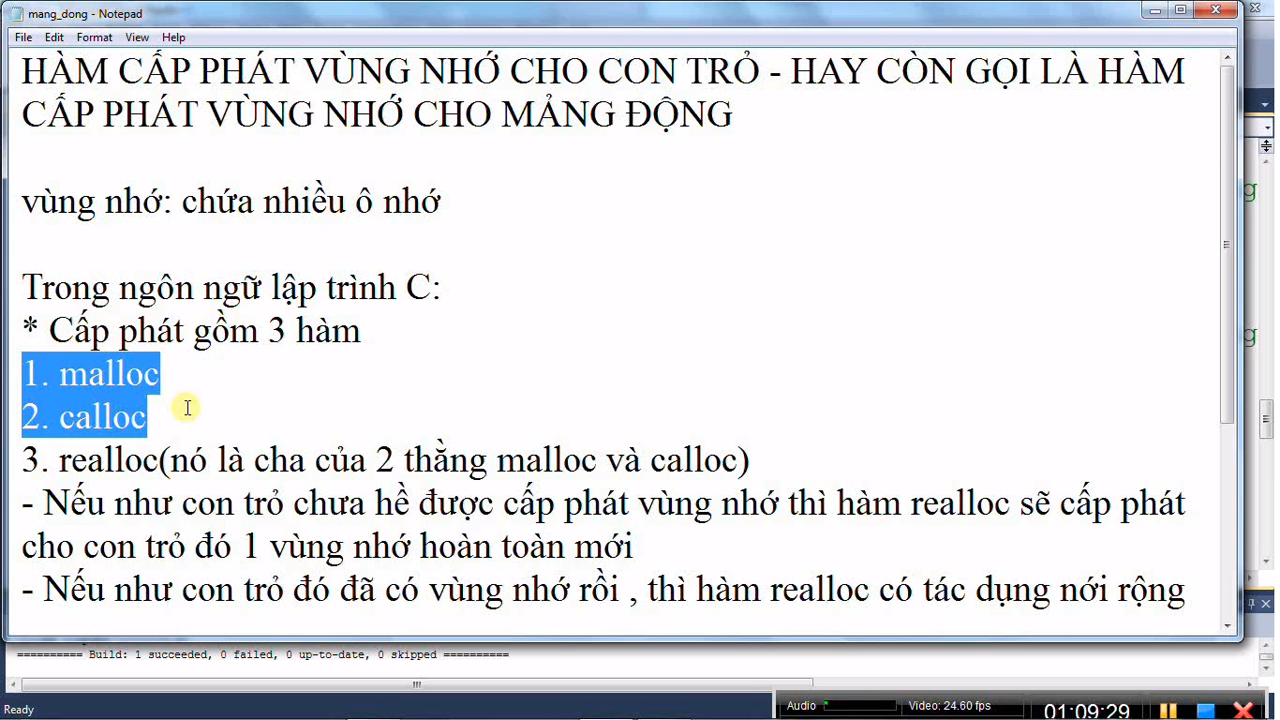 mang_dong - Notepad
File Edit Format View Help
HÀM CẤP PHÁT VÙNG NHỚ CHO CON TRỎ - HAY CÒN GỌI LÀ HÀM
CẤP PHÁT VÙNG NHỚ CHO MẢNG ĐỘNG
vùng nhớ: chứa nhiều ô nhớ
Trong ngôn ngữ lập trình C:
* Cấp phát gồm 3 hàm
1. malloc
2. calloc
3. realloc(nó là cha của 2 thằng malloc và calloc)
- Nếu như con trỏ chưa hề được cấp phát vùng nhớ thì hàm realloc sẽ cấp phát
cho con trỏ đó 1 vùng nhớ hoàn toàn mới
- Nếu như con trỏ đó đã có vùng nhớ rồi , thì hàm realloc có tác dụng nới rộng
========== Build: 1 succeeded, 0 failed, 0 up-to-date, 0 skipped ==========
Ready
Audio
Video: 24.60 fps
01:09:29